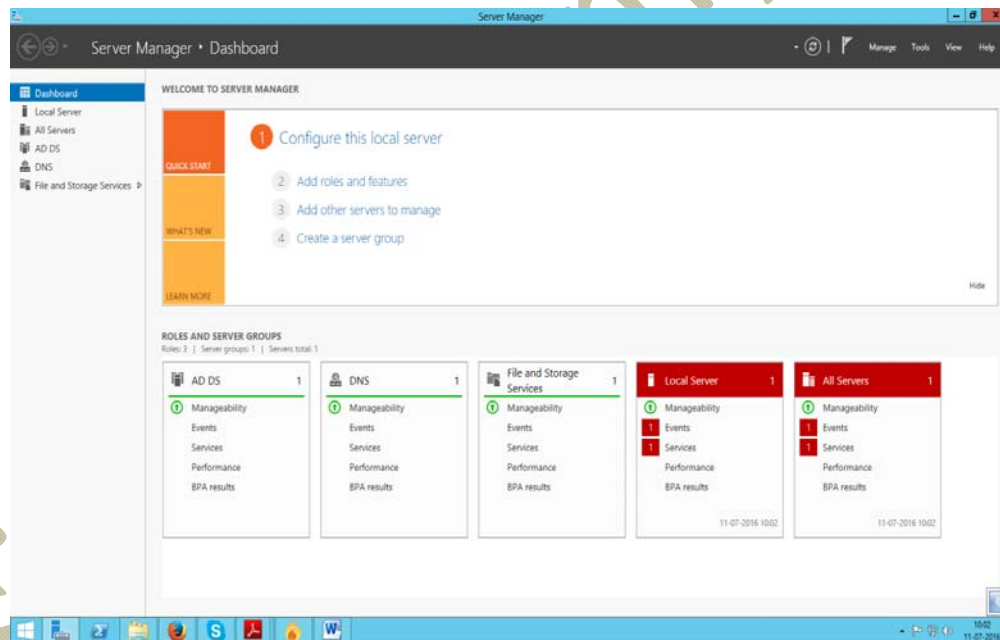 Server Manager
Server Manager • Dashboard
Manage Tools View Help
Dashboard
Local Server
All Servers
AD DS
DNS
File and Storage Services
WELCOME TO SERVER MANAGER
QUICK START
WHAT'S NEW
LEARN MORE
1 Configure this local server
2 Add roles and features
3 Add other servers to manage
4 Create a server group
Hide
ROLES AND SERVER GROUPS
Roles: 3 | Server groups: 1 | Servers total: 1
AD DS 1
Manageability
Events
Services
Performance
BPA results
DNS 1
Manageability
Events
Services
Performance
BPA results
File and Storage Services 1
Manageability
Events
Services
Performance
BPA results
Local Server 1
Manageability
1 Events
1 Services
Performance
BPA results
11-07-2016 10:02
All Servers 1
Manageability
1 Events
1 Services
Performance
BPA results
11-07-2016 10:02
10:02
11-07-2016